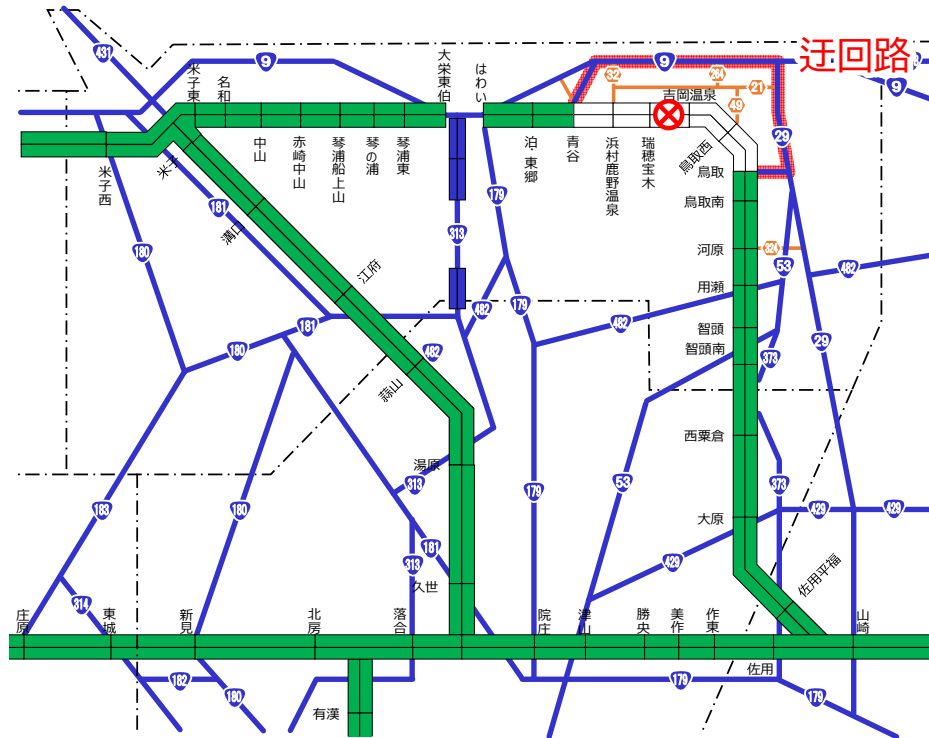 迂回路
431
9
9
9
32
264
21
49
29
米子東
名和
大栄東伯
はわい
吉岡温泉
中山
赤崎中山
琴浦船上山
琴の浦
琴浦東
泊・東郷
青谷
浜村鹿野温泉
瑞穂宝木
鳥取西
鳥取
米子西
米子
181
179
鳥取南
180
溝口
313
河原
324
53
482
江府
用瀬
482
179
181
482
智頭
180
482
智頭南
29
373
蒜山
西粟倉
湯原
313
53
179
373
183
180
大原
429
429
181
313
429
久世
佐用平福
314
庄原
東城
新見
北房
落合
院庄
津山
勝央
美作
作東
山崎
佐用
182
180
179
179
有漢